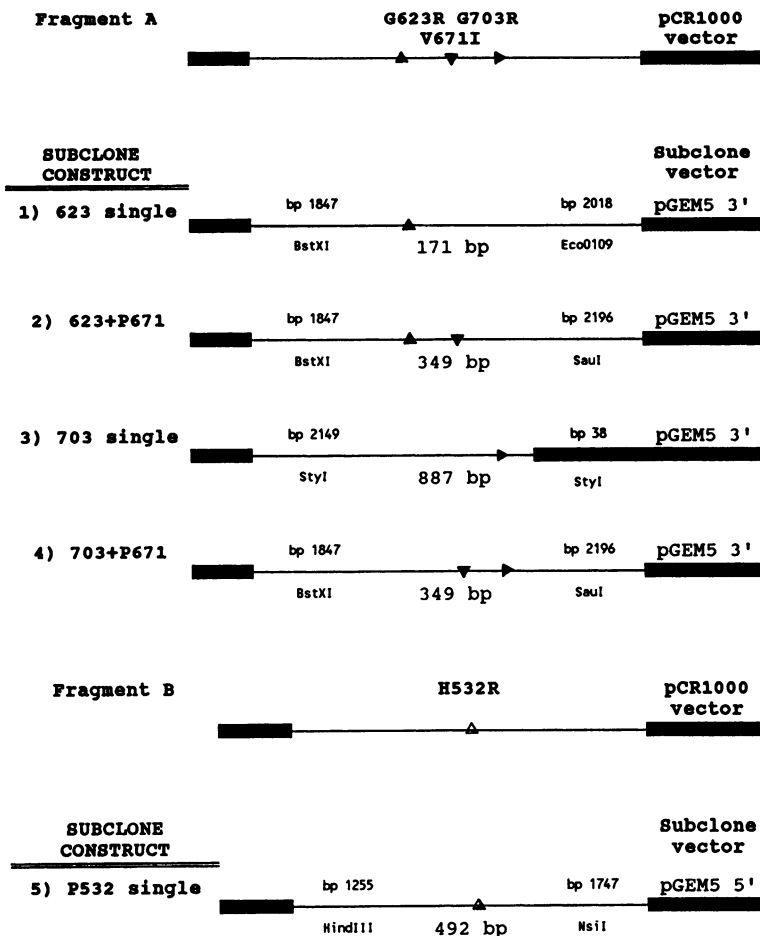 Fragment A G623R G703R pCR1000
V671I vector
SUBCLONE Subclone
CONSTRUCT vector
1) 623 single bp 1847 bp 2018 pGEM5 3'
BstXI 171 bp EcoO109
2) 623+P671 bp 1847 bp 2196 pGEM5 3'
BstXI 349 bp SauI
3) 703 single bp 2149 bp 38 pGEM5 3'
StyI 887 bp StyI
4) 703+P671 bp 1847 bp 2196 pGEM5 3'
BstXI 349 bp SauI
Fragment B H532R pCR1000
vector
SUBCLONE Subclone
CONSTRUCT vector
5) P532 single bp 1255 bp 1747 pGEM5 5'
HindIII 492 bp NsiI